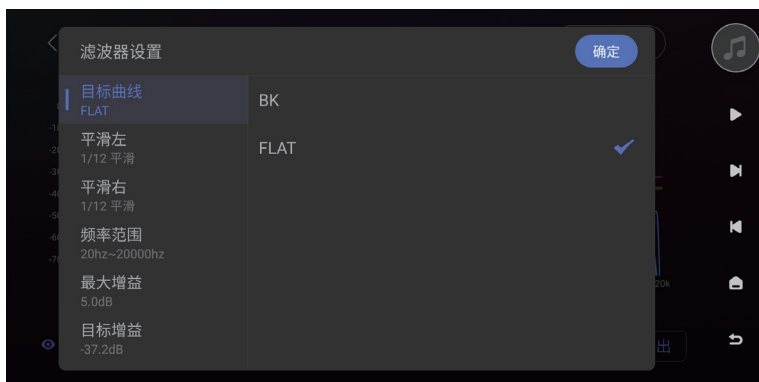 滤波器设置
确定
目标曲线
FLAT
平滑左
1/12 平滑
平滑右
1/12 平滑
频率范围
20hz~20000hz
最大增益
5.0dB
目标增益
-37.2dB
BK
FLAT
20k
出